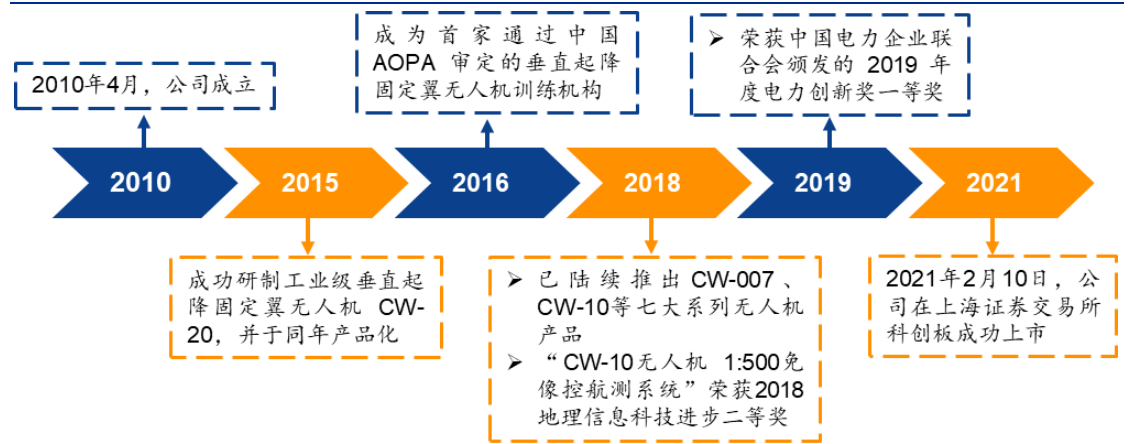 2010年4月，公司成立
成为首家通过中国
AOPA 审定的垂直起降
固定翼无人机训练机构
➢ 荣获中国电力企业联
合会颁发的 2019 年
度电力创新奖一等奖
2010
2015
2016
2018
2019
2021
成功研制工业级垂直起
降固定翼无人机 CW-
20，并于同年产品化
➢ 已陆续推出 CW-007、
CW-10等七大系列无人机
产品
➢ “CW-10无人机 1:500免
像控航测系统”荣获2018
地理信息科技进步二等奖
2021年2月10日，公
司在上海证券交易所
科创板成功上市